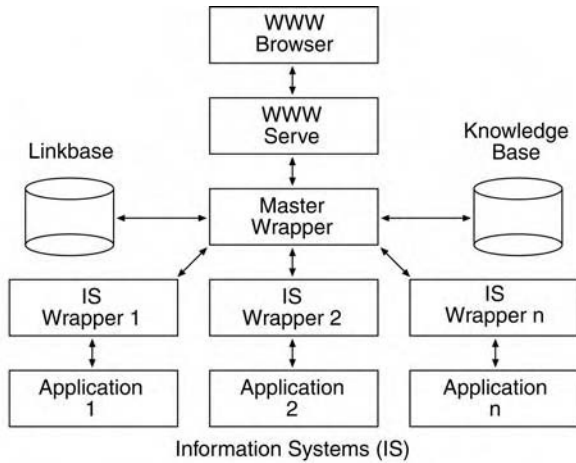 WWW
Browser
WWW
Serve
Linkbase
Knowledge
Base
Master
Wrapper
IS
Wrapper 1
IS
Wrapper 2
IS
Wrapper n
Application
1
Application
2
Application
n
Information Systems (IS)